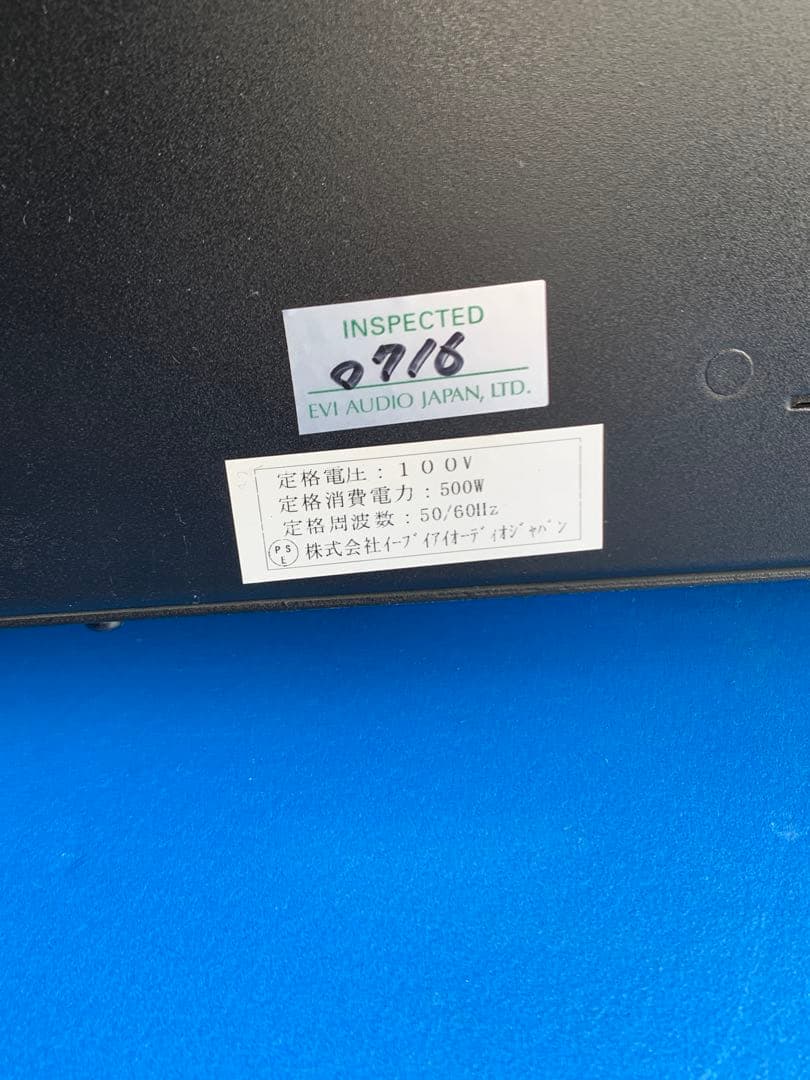 INSPECTED
0716
EVI AUDIO JAPAN, LTD.
定格電圧：１００V
定格消費電力：500W
定格周波数：50/60Hz
PSE 株式会社ｲｰﾌﾞｲｱｲｵｰﾃﾞｨｵｼﾞｬﾊﾟﾝ